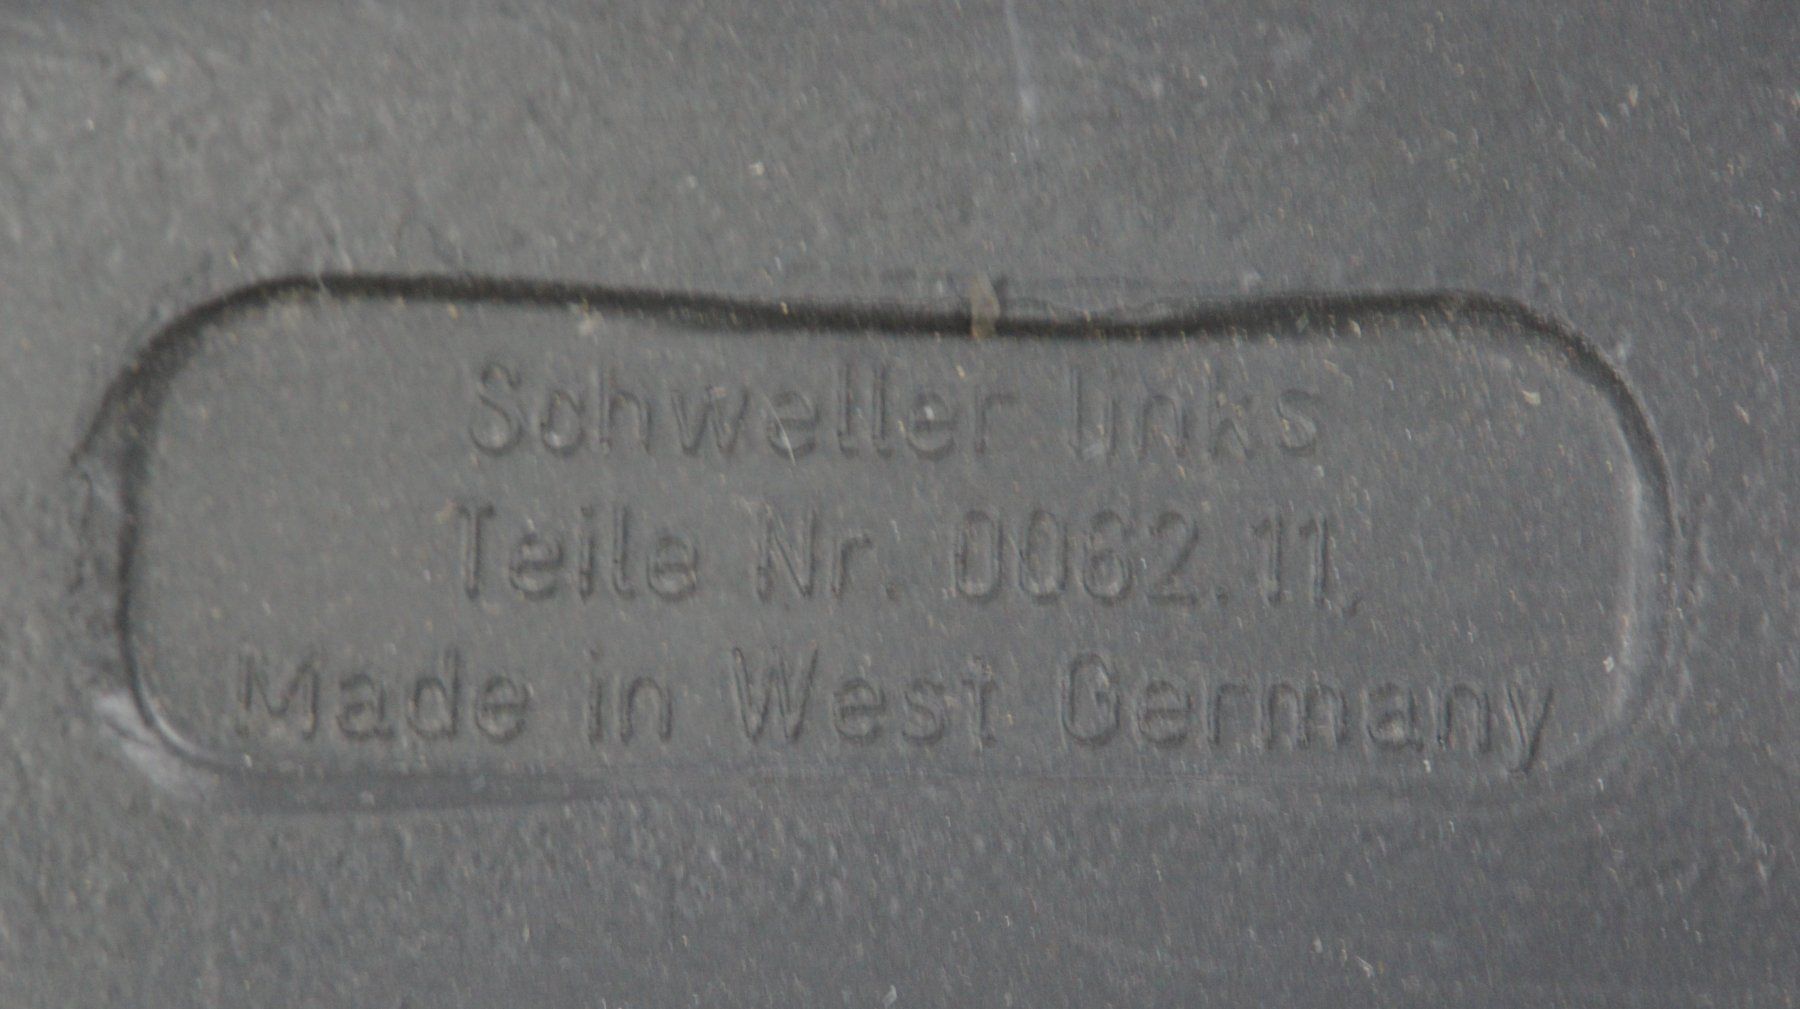 Schweller links
Teile Nr. 0062.11,
Made in West Germany